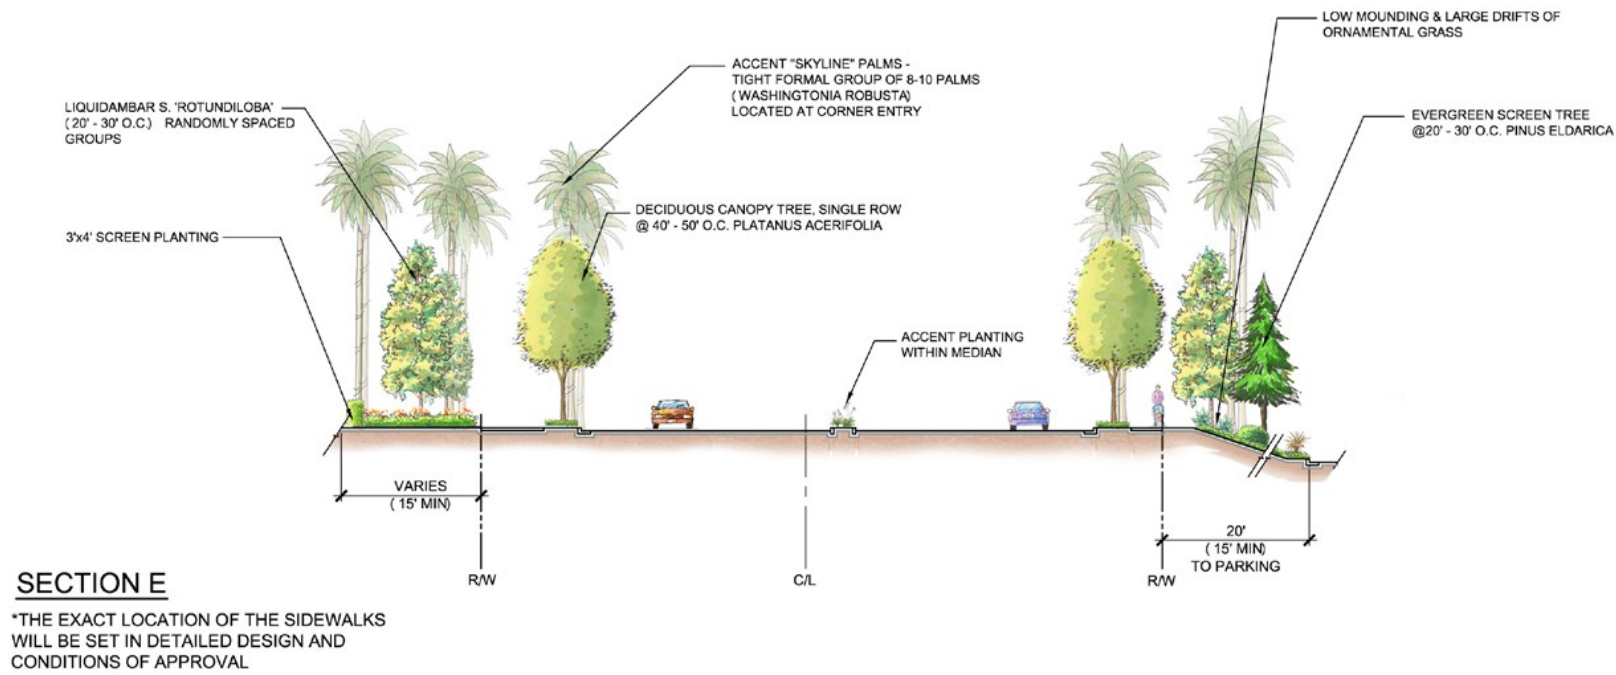 LOW MOUNDING & LARGE DRIFTS OF
ORNAMENTAL GRASS
ACCENT "SKYLINE" PALMS -
TIGHT FORMAL GROUP OF 8-10 PALMS
( WASHINGTONIA ROBUSTA)
LOCATED AT CORNER ENTRY
LIQUIDAMBAR S. 'ROTUNDILOBA'
( 20' - 30' O.C.) RANDOMLY SPACED
GROUPS
EVERGREEN SCREEN TREE
@20' - 30' O.C. PINUS ELDARICA
DECIDUOUS CANOPY TREE, SINGLE ROW
@ 40' - 50' O.C. PLATANUS ACERIFOLIA
3'x4' SCREEN PLANTING
ACCENT PLANTING
WITHIN MEDIAN
VARIES
( 15' MIN)
20'
( 15' MIN)
TO PARKING
R/W
C/L
R/W
SECTION E
*THE EXACT LOCATION OF THE SIDEWALKS
WILL BE SET IN DETAILED DESIGN AND
CONDITIONS OF APPROVAL